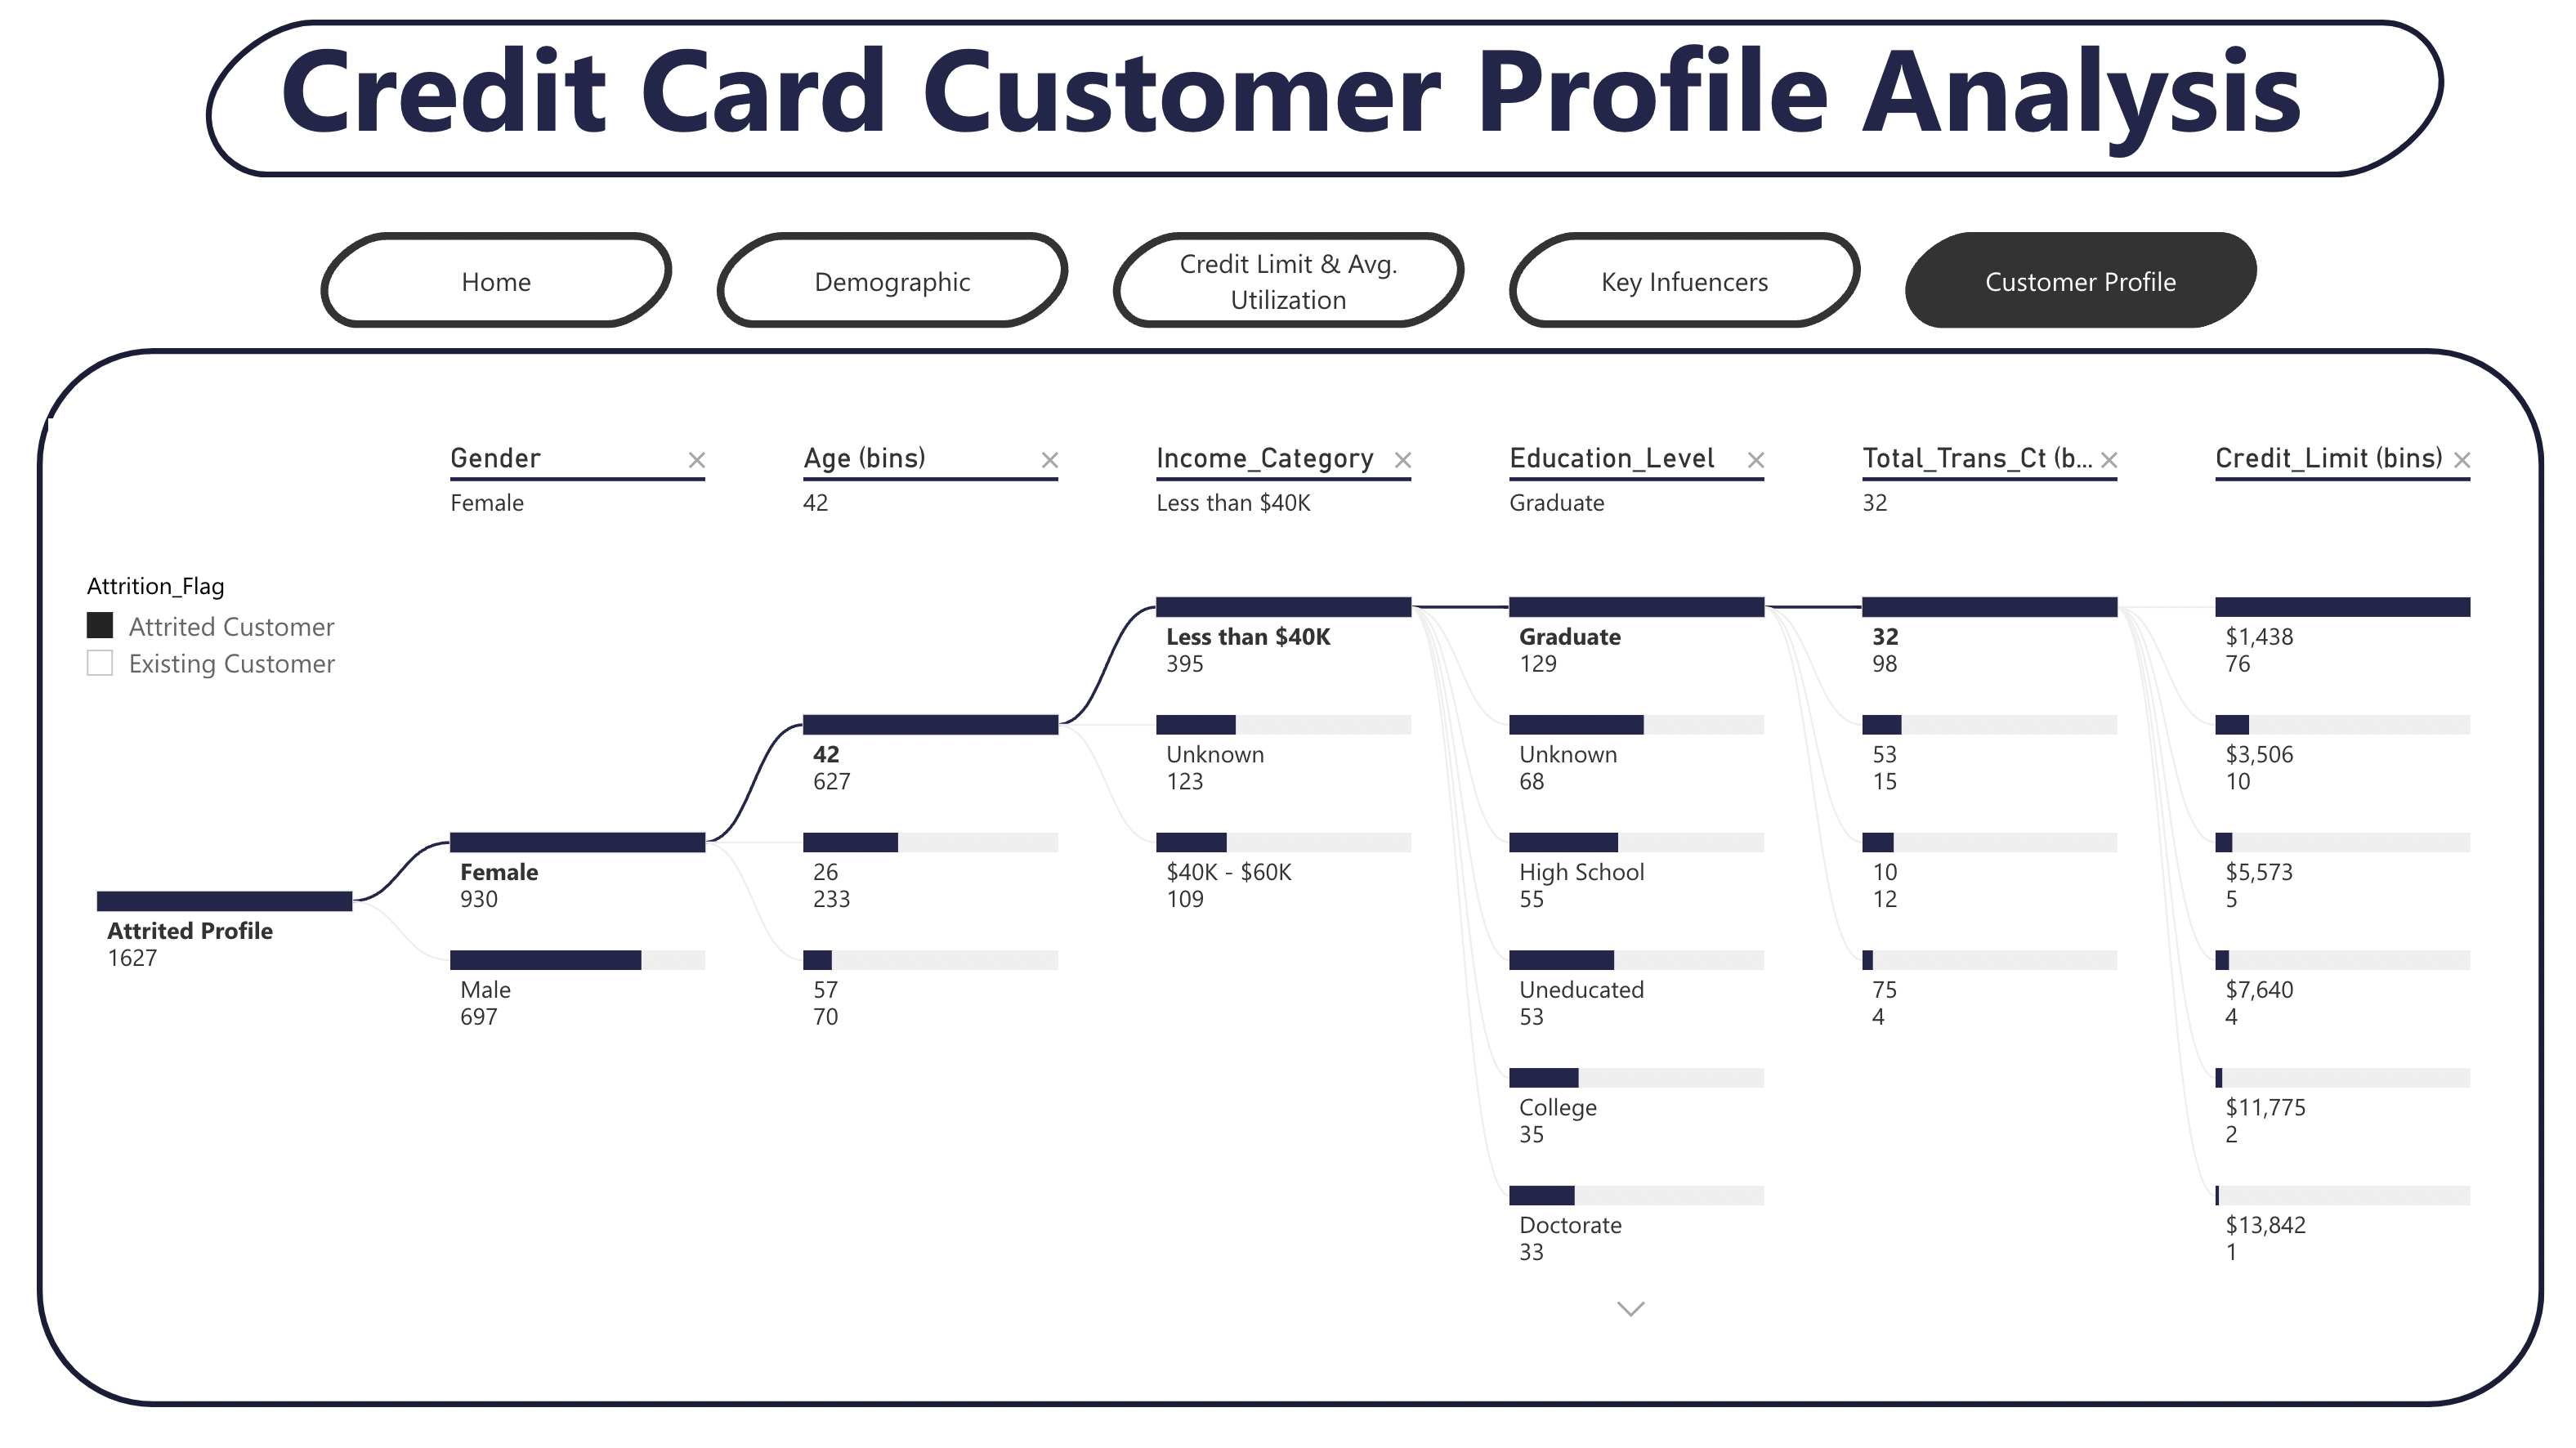 Credit Card Customer Profile Analysis
Home
Demographic
Credit Limit & Avg.
Utilization
Key Infuencers
Customer Profile
Gender
Female
Age (bins)
42
Income_Category
Less than $40K
Education_Level
Graduate
Total_Trans_Ct (b...
32
Credit_Limit (bins)
Attrition_Flag
Attrited Customer
Existing Customer
Attrited Profile
1627
Female
930
Male
697
42
627
26
233
57
70
Less than $40K
395
Unknown
123
$40K - $60K
109
Graduate
129
Unknown
68
High School
55
Uneducated
53
College
35
Doctorate
33
32
98
53
15
10
12
75
4
$1,438
76
$3,506
10
$5,573
5
$7,640
4
$11,775
2
$13,842
1